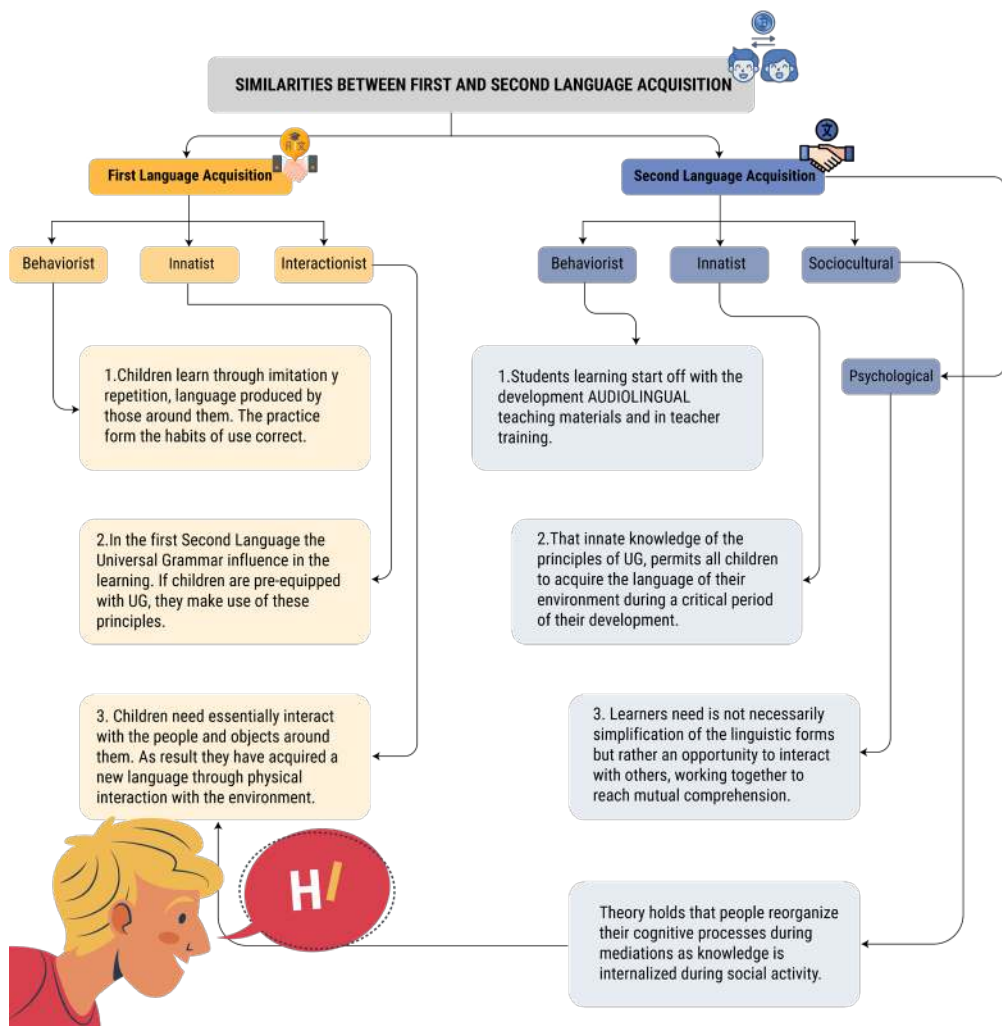 SIMILARITIES BETWEEN FIRST AND SECOND LANGUAGE ACQUISITION
First Language Acquisition
Second Language Acquisition
Behaviorist
Innatist
Interactionist
Behaviorist
Innatist
Sociocultural
Psychological
1.Children learn through imitation y
repetition, language produced by
those around them. The practice
form the habits of use correct.
1.Students learning start off with the
development AUDIOLINGUAL
teaching materials and in teacher
training.
2.In the first Second Language the
Universal Grammar influence in the
learning. If children are pre-equipped
with UG, they make use of these
principles.
2.That innate knowledge of the
principles of UG, permits all children
to acquire the language of their
environment during a critical period
of their development.
3. Children need essentially interact
with the people and objects around
them. As result they have acquired a
new language through physical
interaction with the environment.
3. Learners need is not necessarily
simplification of the linguistic forms
but rather an opportunity to interact
with others, working together to
reach mutual comprehension.
HI
Theory holds that people reorganize
their cognitive processes during
mediations as knowledge is
internalized during social activity.